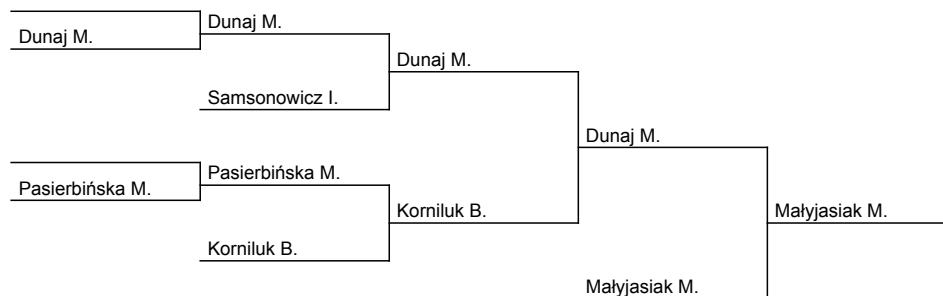 Dunaj M.
Dunaj M.
Dunaj M.
Samsonowicz I.
Dunaj M.
Pasierbińska M.
Pasierbińska M.
Korniluk B.
Małyjasiak M.
Korniluk B.
Małyjasiak M.